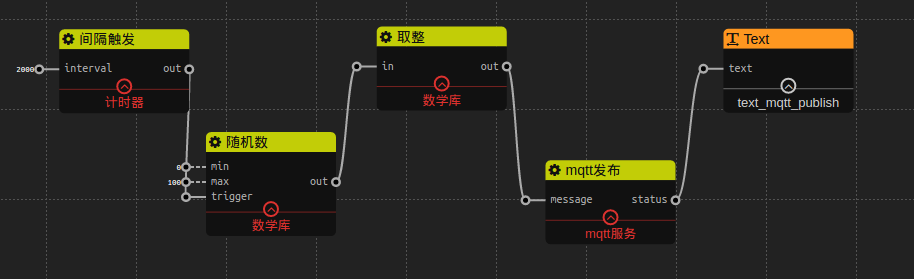 间隔触发
2000 interval out
计时器
随机数
0 min
100 max
trigger
out
数学库
取整
in out
数学库
mqtt发布
message status
mqtt服务
Text
text
text_mqtt_publish